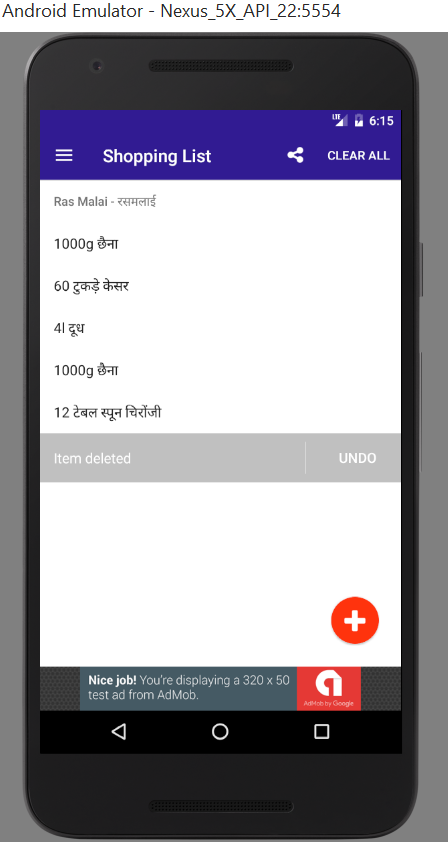 Android Emulator - Nexus_5X_API_22:5554
LTE 6:15
Shopping List CLEAR ALL
Ras Malai - रसमलाई
1000g छैना
60 टुकड़े केसर
4l दूध
1000g छैना
12 टेबल स्पून चिरोंजी
Item deleted UNDO
Nice job! You're displaying a 320 x 50
test ad from AdMob.
AdMob by Google